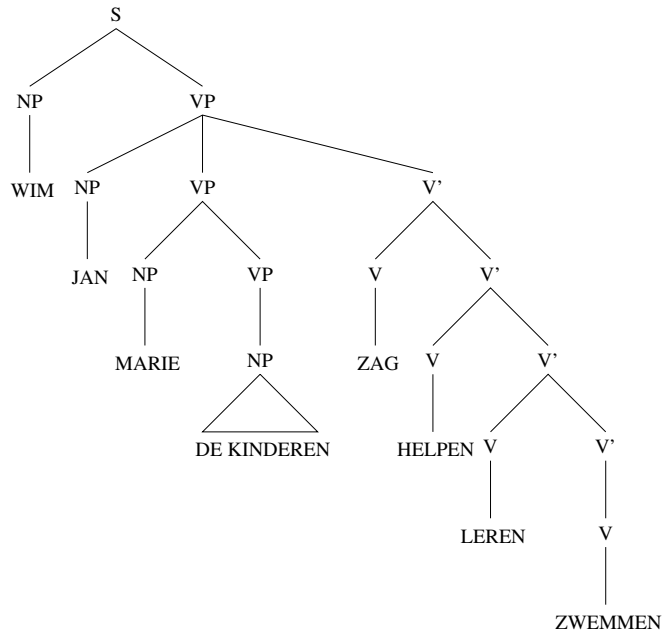 S
NP VP
WIM NP VP V'
JAN NP VP V V'
MARIE NP ZAG V V'
DE KINDEREN HELPEN V V'
LEREN V
ZWEMMEN